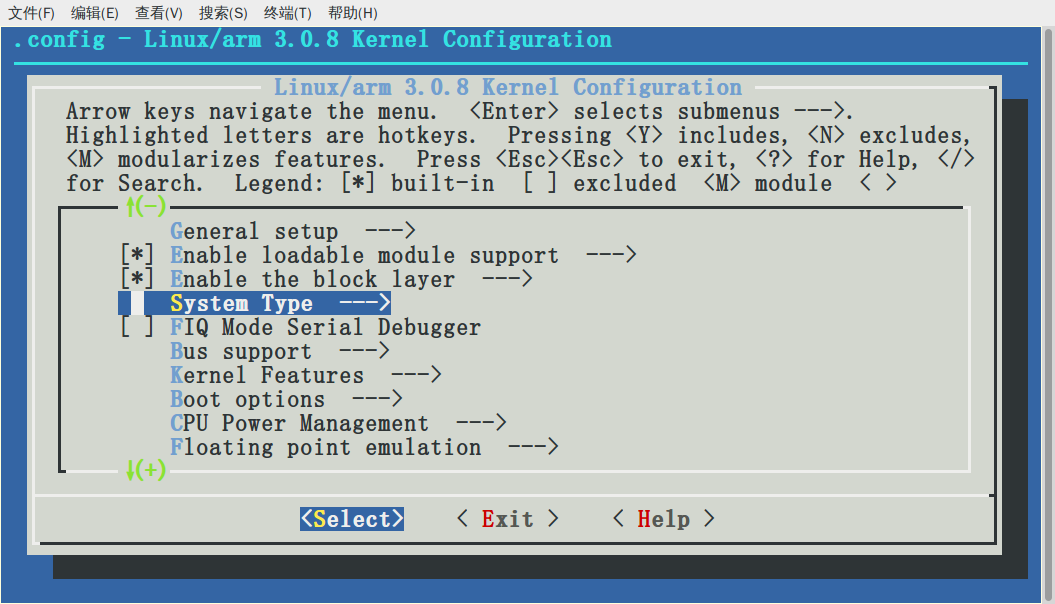 文件(F) 编辑(E) 查看(V) 搜索(S) 终端(T) 帮助(H)
.config - Linux/arm 3.0.8 Kernel Configuration
Linux/arm 3.0.8 Kernel Configuration
Arrow keys navigate the menu. <Enter> selects submenus --->.
Highlighted letters are hotkeys. Pressing <Y> includes, <N> excludes,
<M> modularizes features. Press <Esc><Esc> to exit, <?> for Help, </>
for Search. Legend: [*] built-in [ ] excluded <M> module < >
↑(-)
General setup --->
[*] Enable loadable module support --->
[*] Enable the block layer --->
System Type --->
[ ] FIQ Mode Serial Debugger
Bus support --->
Kernel Features --->
Boot options --->
CPU Power Management --->
Floating point emulation --->
↓(+)
<Select> < Exit > < Help >